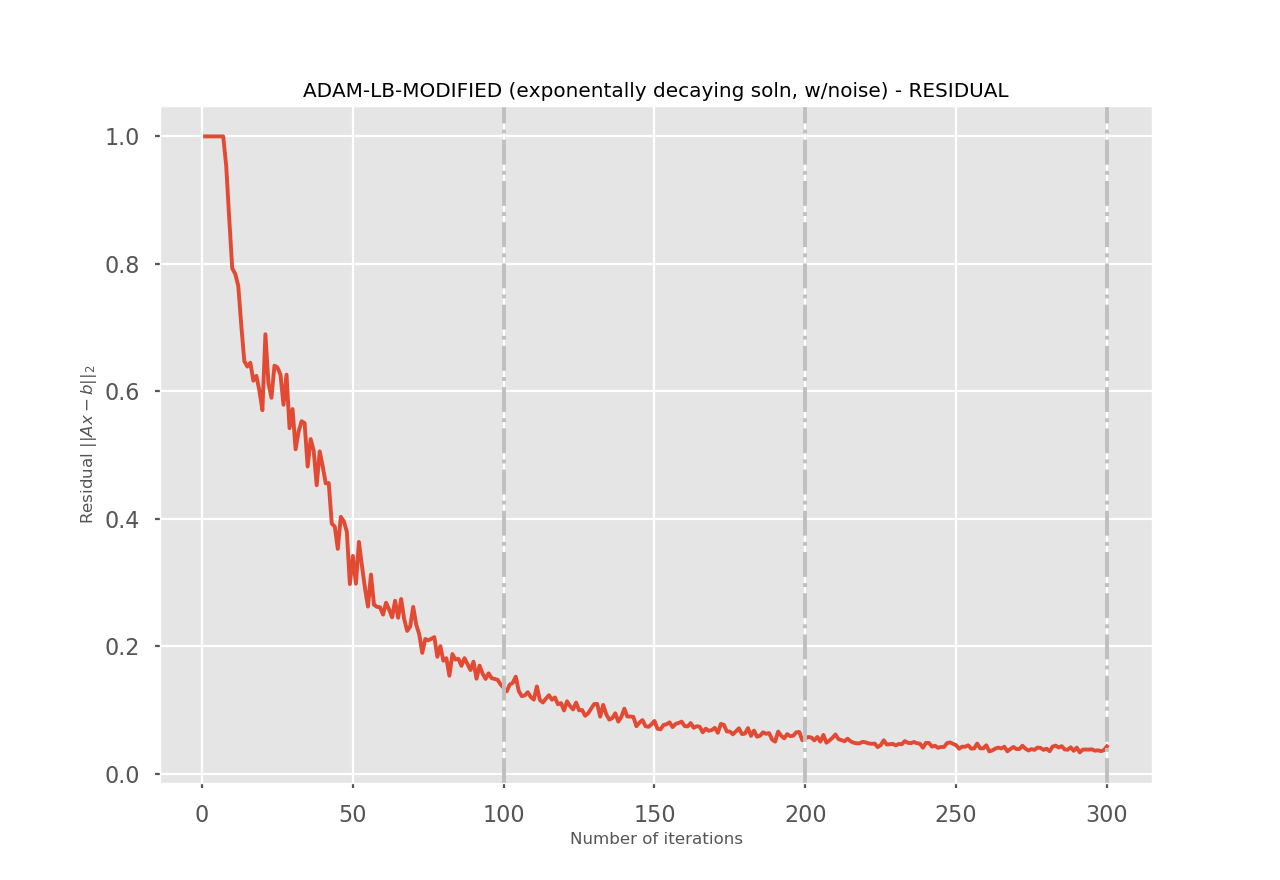 ADAM-LB-MODIFIED (exponentially decaying soln, w/noise) - RESIDUAL
1.0
0.8
0.6
0.4
0.2
0.0
Residual ||Ax − b||₂
0 50 100 150 200 250 300
Number of iterations